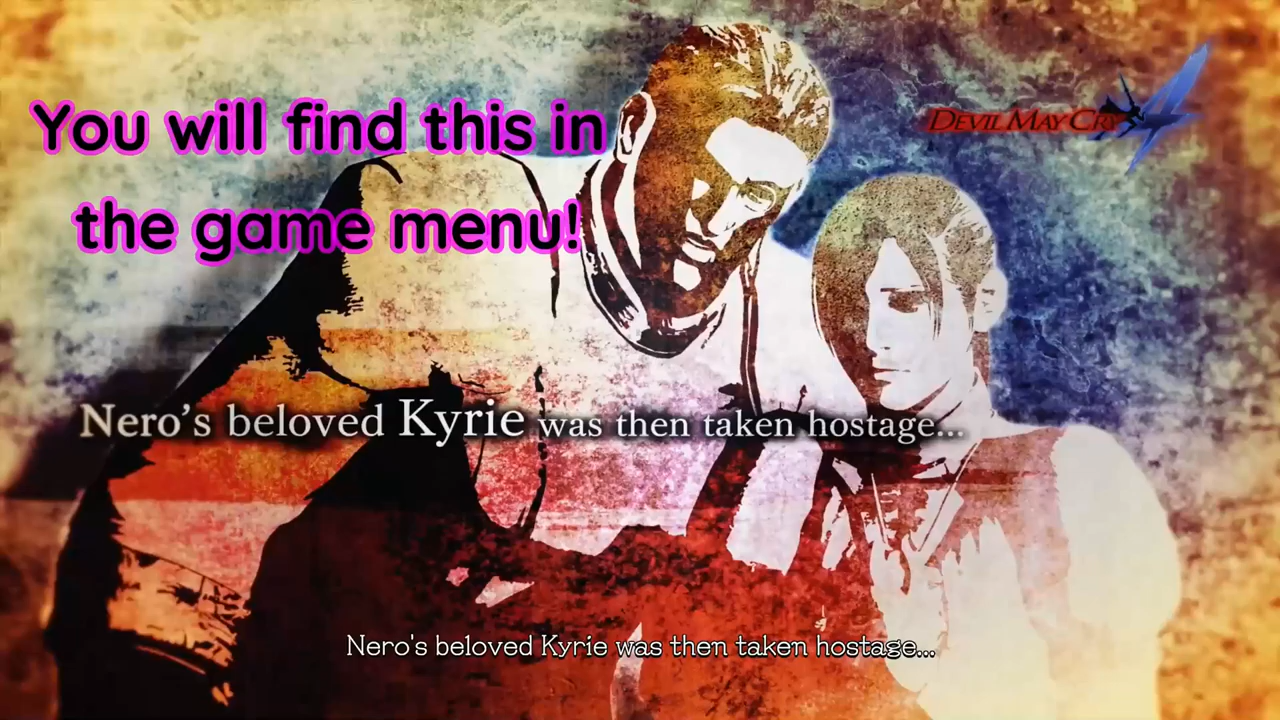 You will find this in
the game menu!
DEVIL MAY CRY 4
Nero’s beloved Kyrie was then taken hostage...
Nero's beloved Kyrie was then taken hostage...